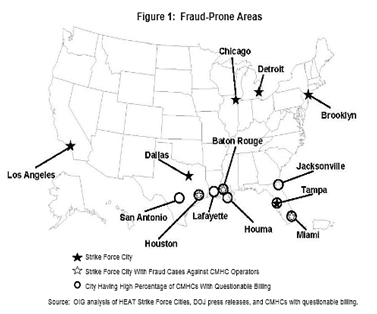 Figure 1: Fraud-Prone Areas
Chicago
Detroit
Brooklyn
Baton Rouge
Dallas
Jacksonville
Los Angeles
Tampa
San Antonio
Lafayette
Houma
Miami
Houston
Strike Force City
Strike Force City With Fraud Cases Against CMHC Operators
City Having High Percentage of CMHCs With Questionable Billing
Source: OIG analysis of HEAT Strike Force Cities, DOJ press releases, and CMHCs with questionable billing.